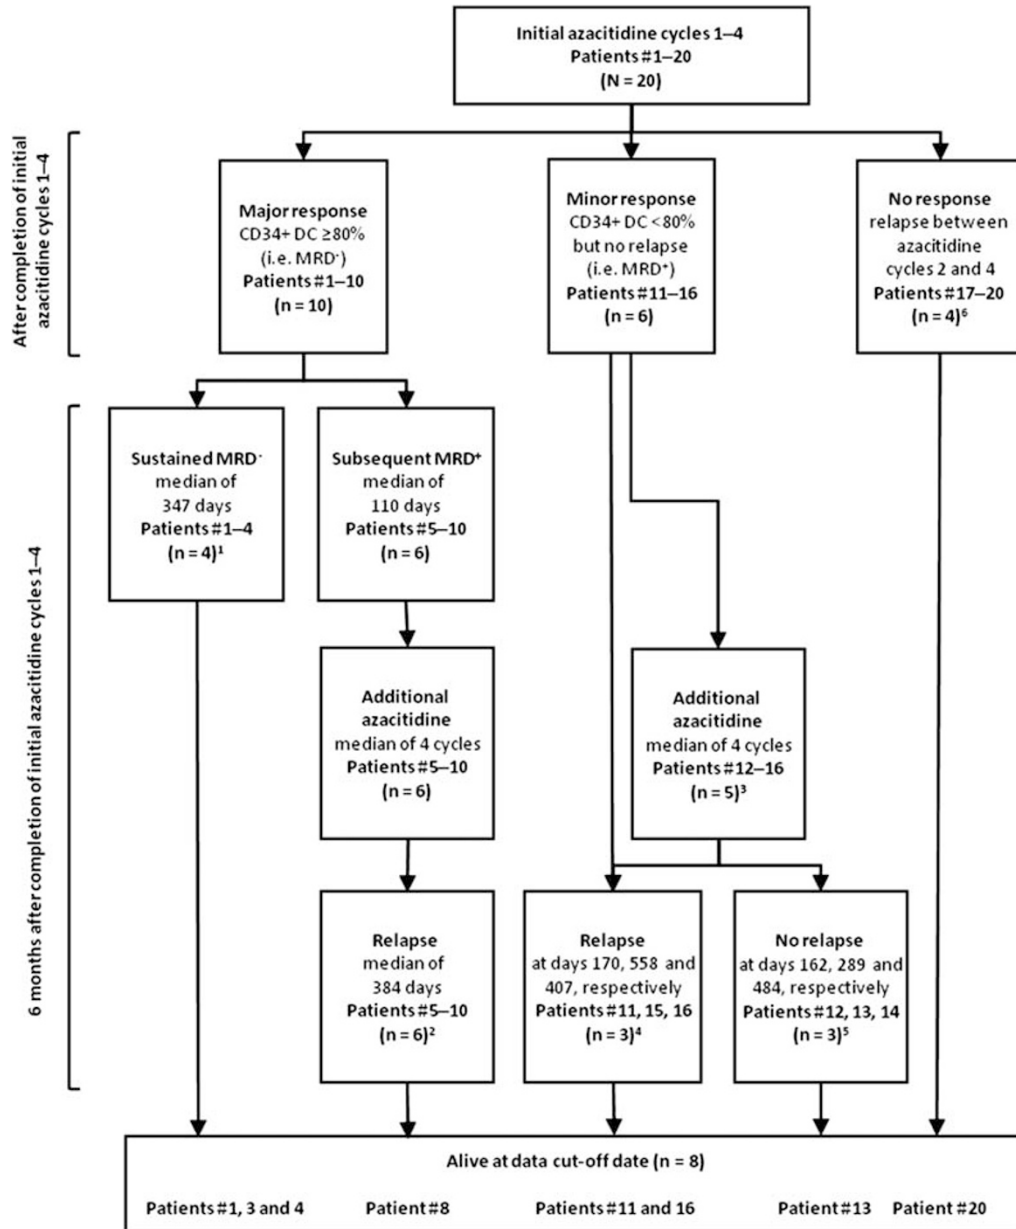 Initial azacitidine cycles 1–4
Patients #1–20
(N = 20)
After completion of initial
azacitidine cycles 1–4
Major response
CD34+ DC ≥80%
(i.e. MRD⁻)
Patients #1–10
(n = 10)
Minor response
CD34+ DC <80%
but no relapse
(i.e. MRD⁺)
Patients #11–16
(n = 6)
No response
relapse between
azacitidine
cycles 2 and 4
Patients #17–20
(n = 4)⁶
6 months after completion of initial azacitidine cycles 1–4
Sustained MRD⁻
median of
347 days
Patients #1–4
(n = 4)¹
Subsequent MRD⁺
median of
110 days
Patients #5–10
(n = 6)
Additional
azacitidine
median of 4 cycles
Patients #5–10
(n = 6)
Additional
azacitidine
median of 4 cycles
Patients #12–16
(n = 5)³
Relapse
median of
384 days
Patients #5–10
(n = 6)²
Relapse
at days 170, 558 and
407, respectively
Patients #11, 15, 16
(n = 3)⁴
No relapse
at days 162, 289 and
484, respectively
Patients #12, 13, 14
(n = 3)⁵
Alive at data cut-off date (n = 8)
Patients #1, 3 and 4 Patient #8 Patients #11 and 16 Patient #13 Patient #20